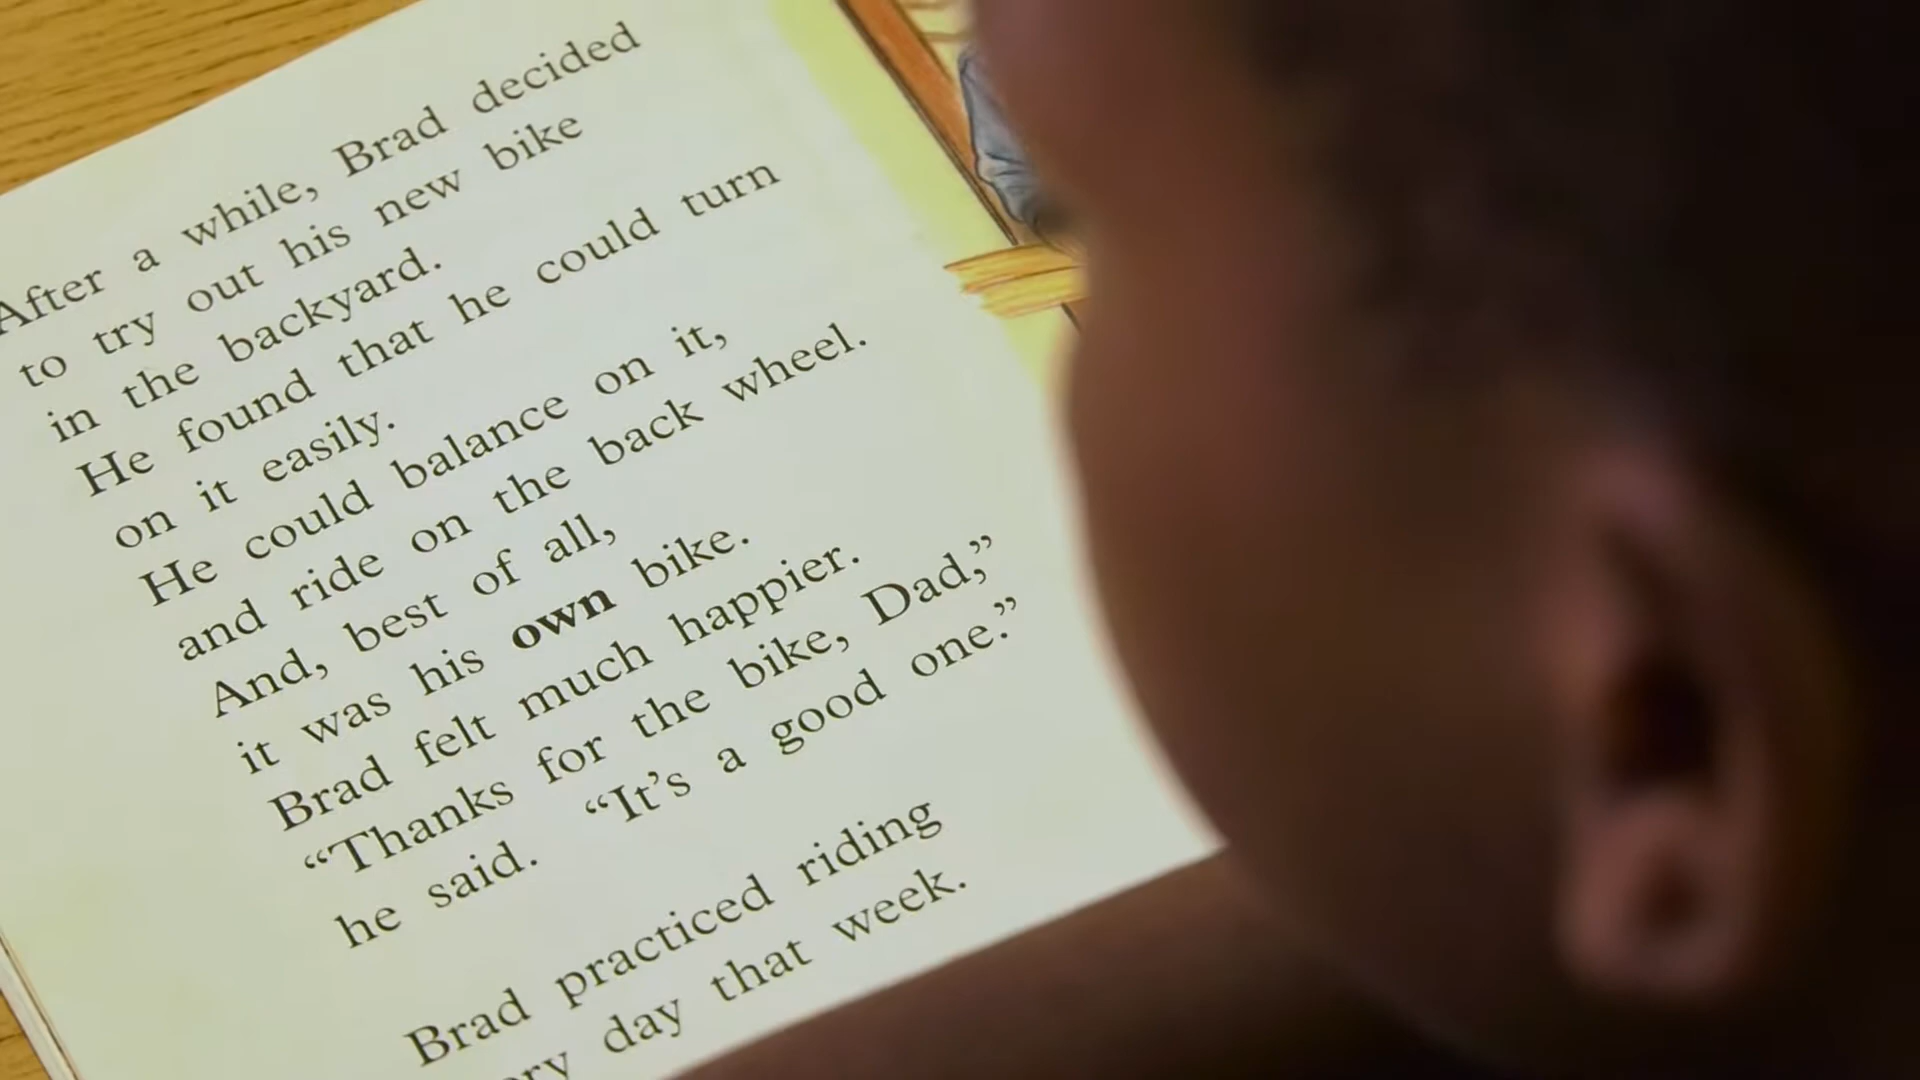 After a while, Brad decided
to try out his new bike
in the backyard.
He found that he could turn
on it easily.
He could balance on it,
and ride on the back wheel.
And, best of all,
it was his own bike.
Brad felt much happier.
“Thanks for the bike, Dad,”
he said. “It’s a good one.”
Brad practiced riding
day that week.